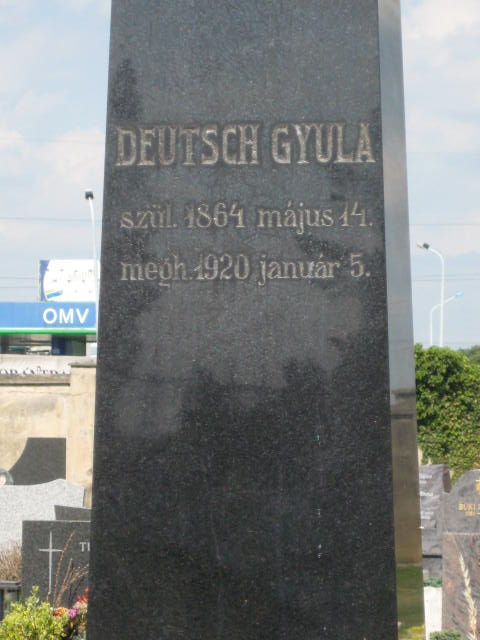 DEUTSCH GYULA
szül. 1864 május 14.
megh. 1920 január 5.
OMV